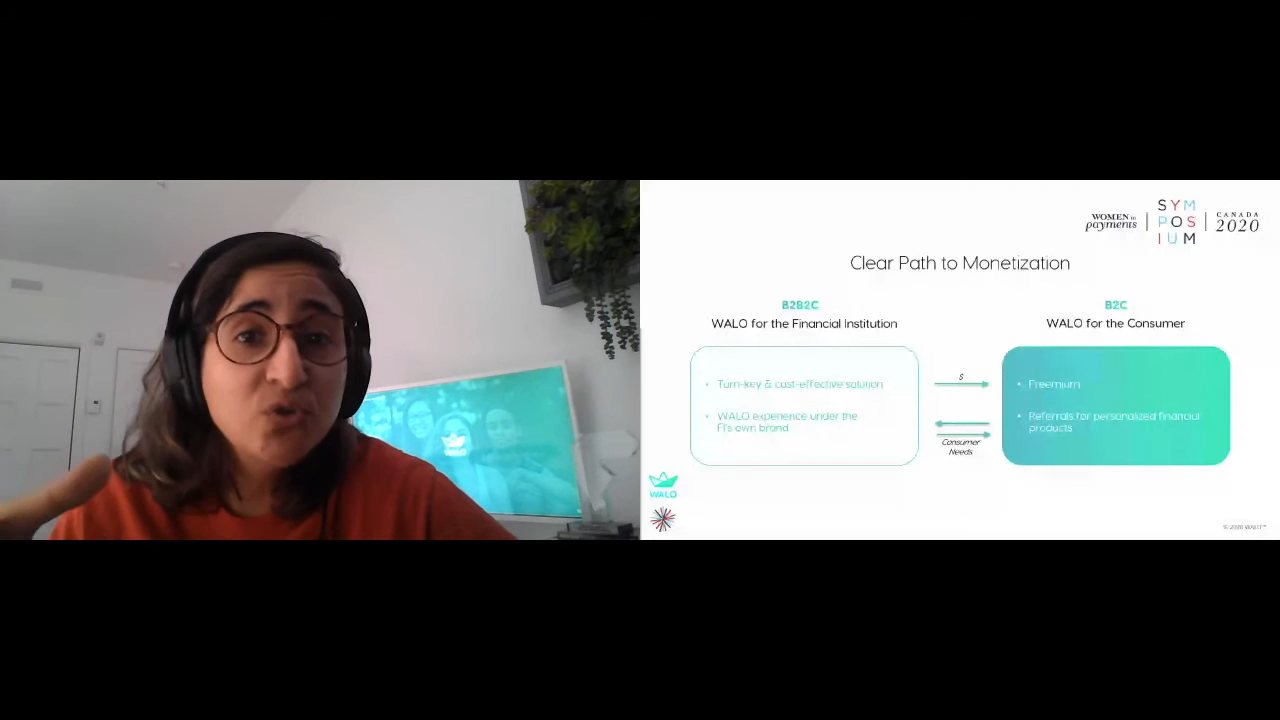 WALO
WOMEN in
payments
SYM
POS
IUM
CANADA
2020
Clear Path to Monetization
B2B2C
WALO for the Financial Institution
• Turn-key & cost-effective solution
• WALO experience under the
FI's own brand
$
Consumer
Needs
B2C
WALO for the Consumer
• Freemium
• Referrals for personalized financial
products
WALO